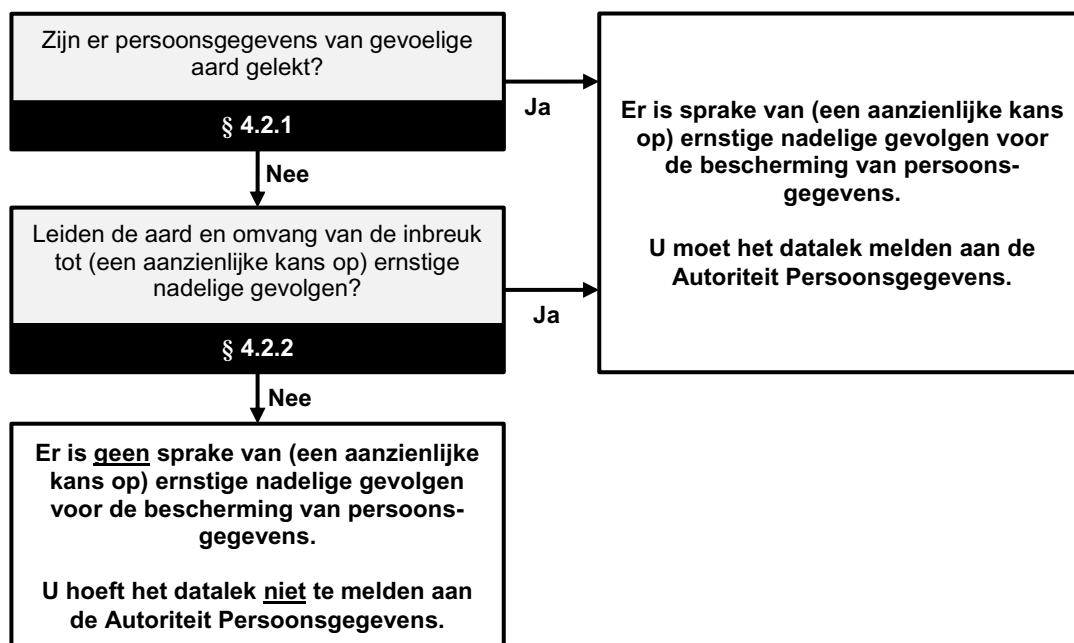 Zijn er persoonsgegevens van gevoelige
aard gelekt?
§ 4.2.1
Ja
Nee
Er is sprake van (een aanzienlijke kans
op) ernstige nadelige gevolgen voor
de bescherming van persoons-
gegevens.
U moet het datalek melden aan de
Autoriteit Persoonsgegevens.
Leiden de aard en omvang van de inbreuk
tot (een aanzienlijke kans op) ernstige
nadelige gevolgen?
§ 4.2.2
Ja
Nee
Er is geen sprake van (een aanzienlijke
kans op) ernstige nadelige gevolgen
voor de bescherming van persoons-
gegevens.
U hoeft het datalek niet te melden aan
de Autoriteit Persoonsgegevens.